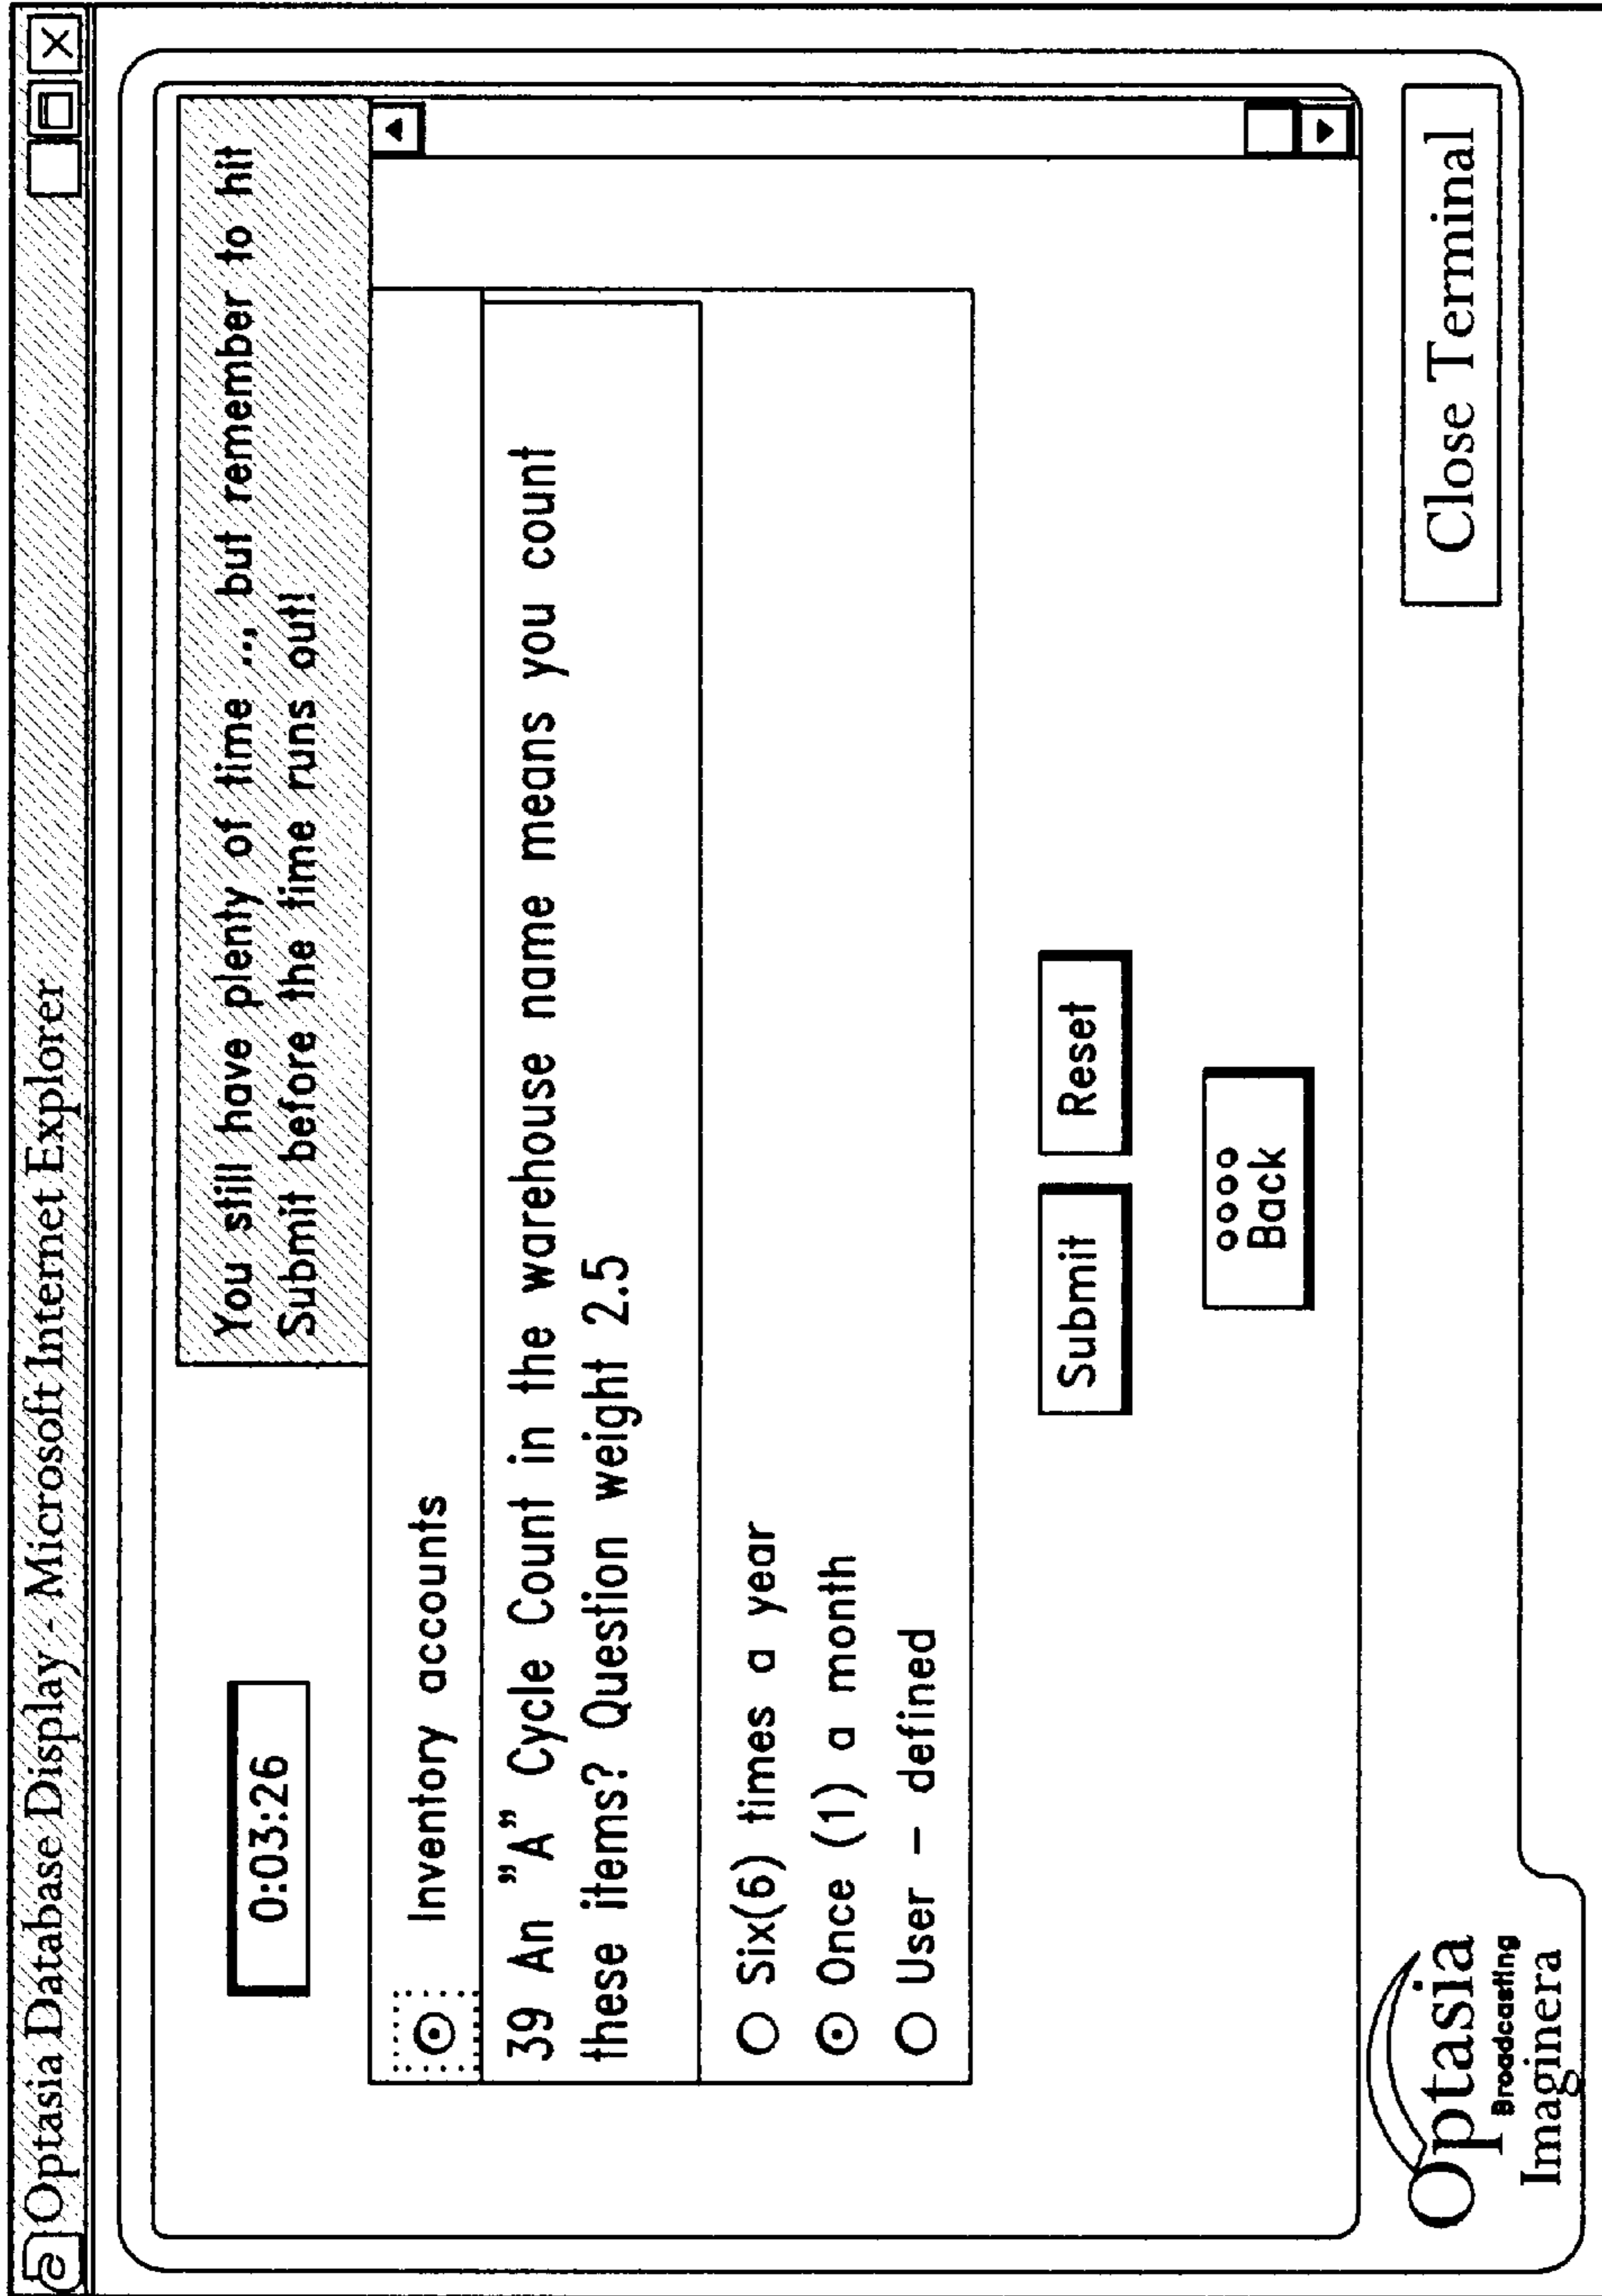 Optasia Database Display - Microsoft Internet Explorer
X
0:03:26
You still have plenty of time ..., but remember to hit
Submit before the time runs out!
Inventory accounts
39 An "A" Cycle Count in the warehouse name means you count
these items? Question weight 2.5
Six(6) times a year
Once (1) a month
User - defined
Submit
Reset
Back
Optasia
Broadcasting
Imaginera
Close Terminal